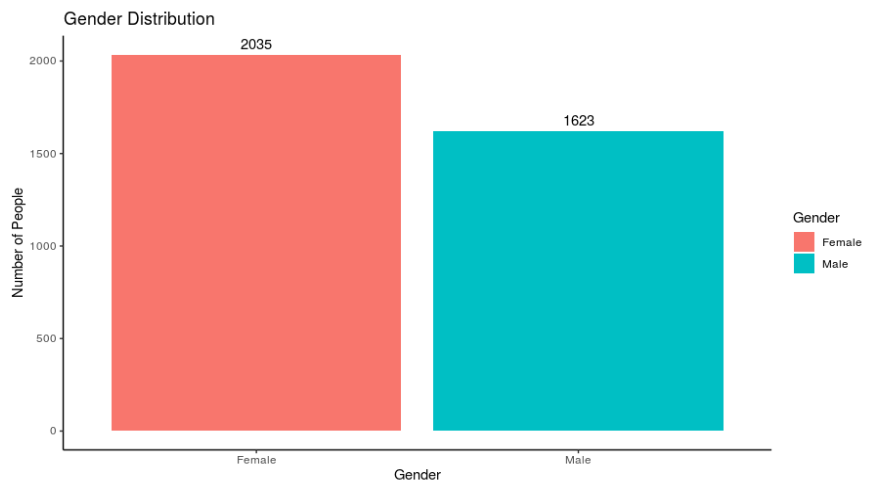 Gender Distribution
2035
1623
2000
1500
1000
500
0
Number of People
Female
Male
Gender
Gender
Female
Male